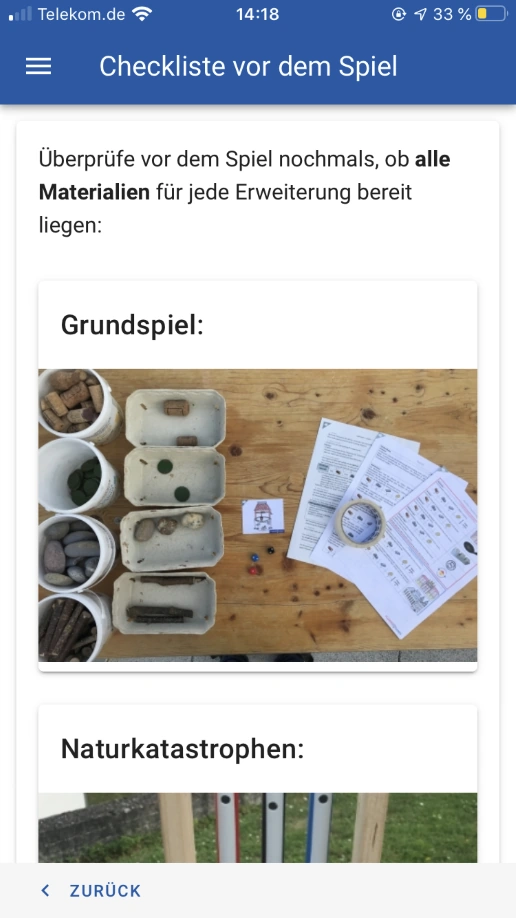 Telekom.de 14:18 33 %
Checkliste vor dem Spiel
Überprüfe vor dem Spiel nochmals, ob alle
Materialien für jede Erweiterung bereit
liegen:
Grundspiel:
Naturkatastrophen:
ZURÜCK